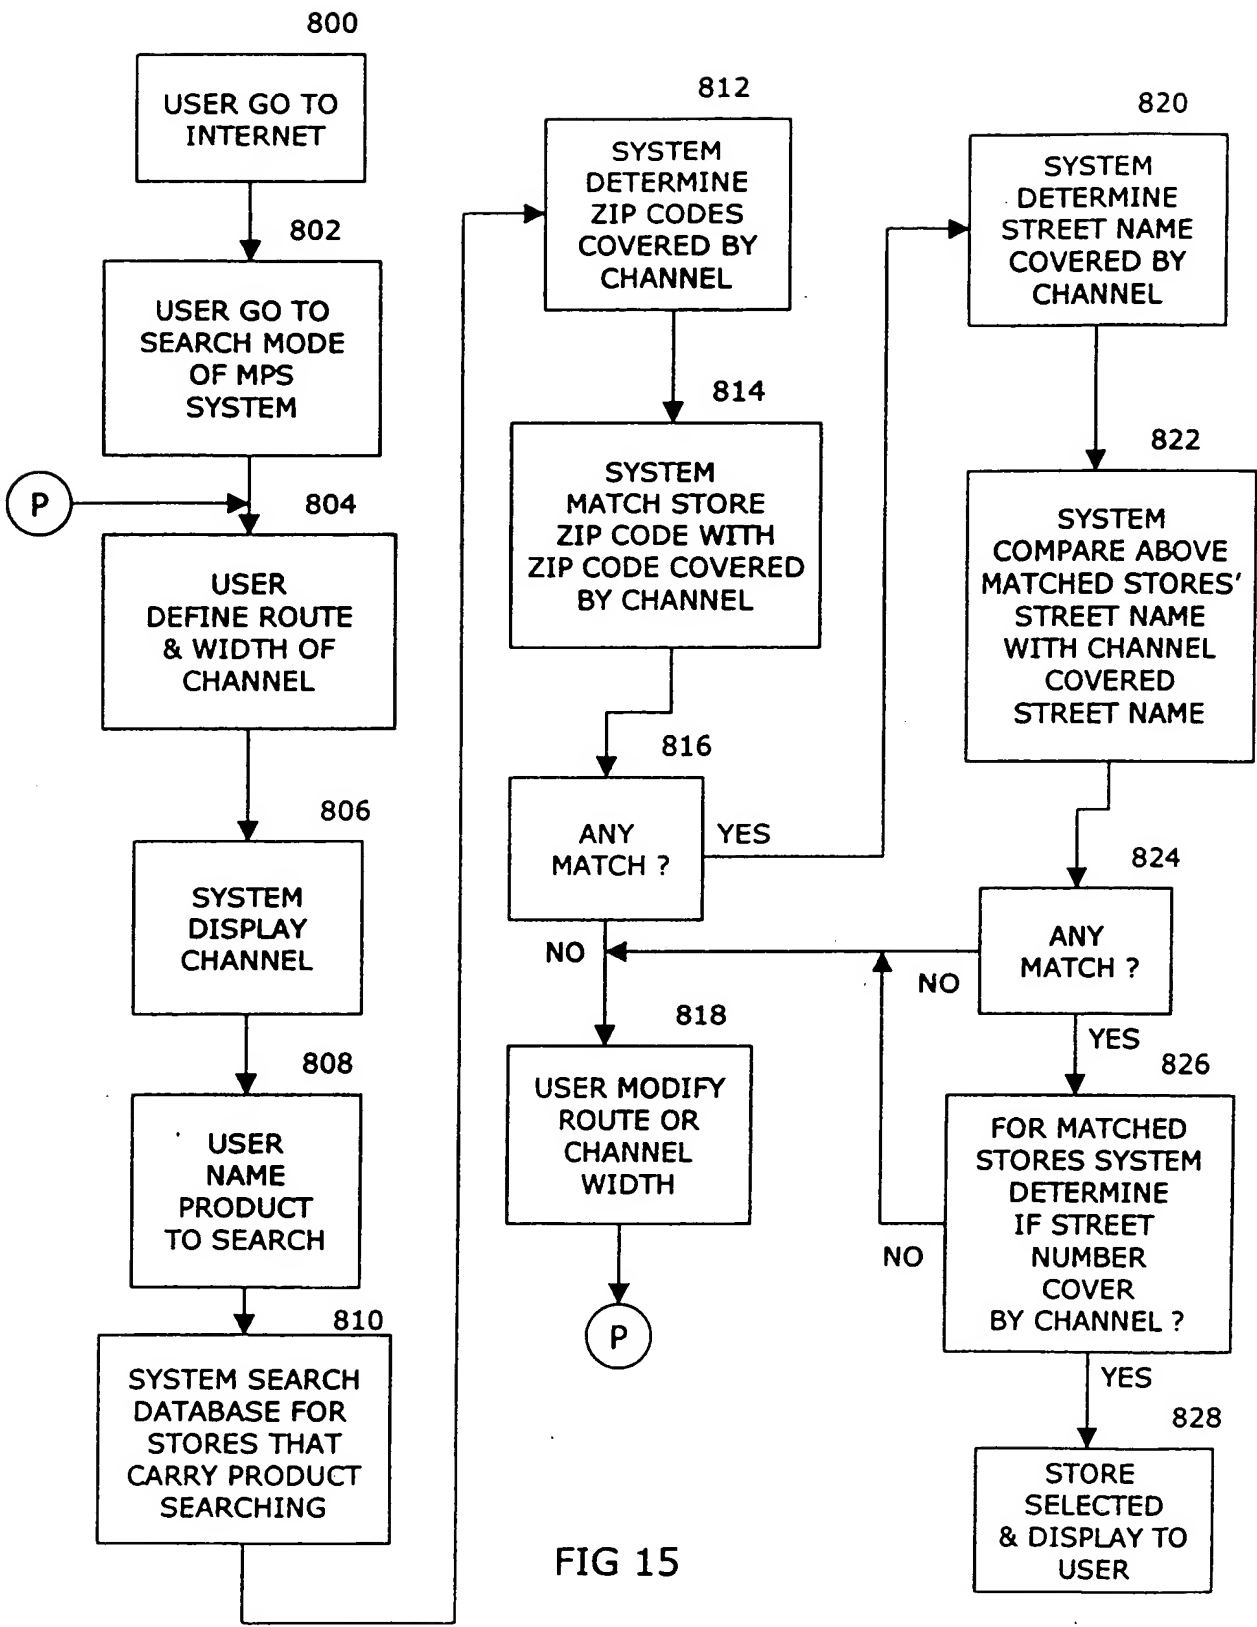 800
USER GO TO
INTERNET
802
USER GO TO
SEARCH MODE
OF MPS
SYSTEM
P
804
USER
DEFINE ROUTE
& WIDTH OF
CHANNEL
806
SYSTEM
DISPLAY
CHANNEL
808
USER
NAME
PRODUCT
TO SEARCH
810
SYSTEM SEARCH
DATABASE FOR
STORES THAT
CARRY PRODUCT
SEARCHING
812
SYSTEM
DETERMINE
ZIP CODES
COVERED BY
CHANNEL
814
SYSTEM
MATCH STORE
ZIP CODE WITH
ZIP CODE COVERED
BY CHANNEL
816
ANY
MATCH ?
YES
NO
818
USER MODIFY
ROUTE OR
CHANNEL
WIDTH
P
820
SYSTEM
DETERMINE
STREET NAME
COVERED BY
CHANNEL
822
SYSTEM
COMPARE ABOVE
MATCHED STORES'
STREET NAME
WITH CHANNEL
COVERED
STREET NAME
824
ANY
MATCH ?
NO
YES
826
FOR MATCHED
STORES SYSTEM
DETERMINE
IF STREET
NUMBER
COVER
BY CHANNEL ?
NO
YES
828
STORE
SELECTED
& DISPLAY TO
USER
FIG 15